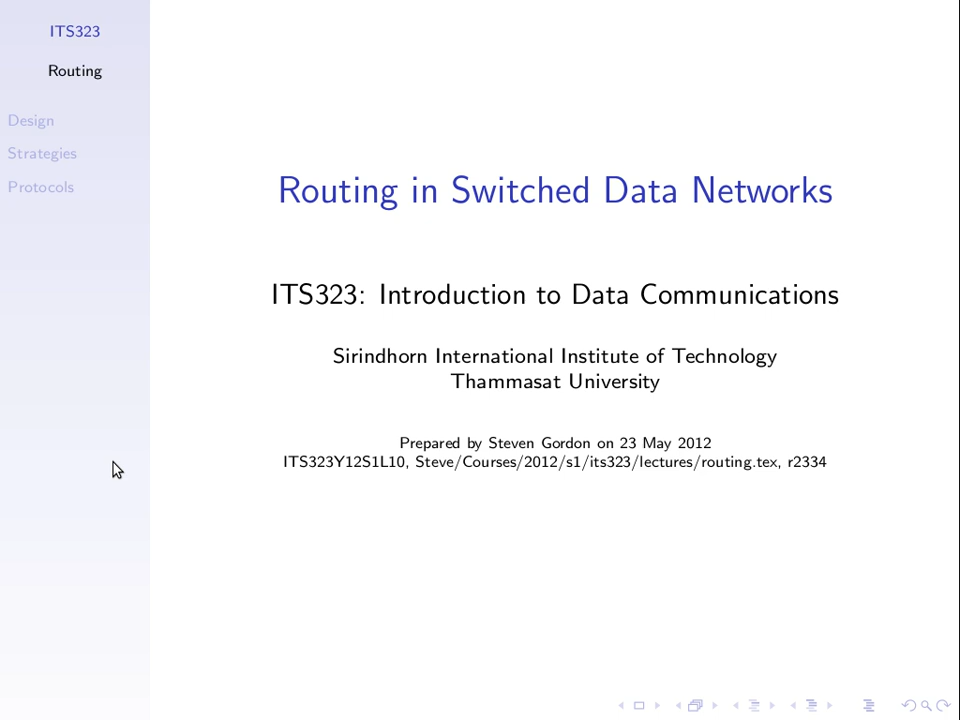 ITS323
Routing
Design
Strategies
Protocols
Routing in Switched Data Networks
ITS323: Introduction to Data Communications
Sirindhorn International Institute of Technology
Thammasat University
Prepared by Steven Gordon on 23 May 2012
ITS323Y12S1L10, Steve/Courses/2012/s1/its323/lectures/routing.tex, r2334